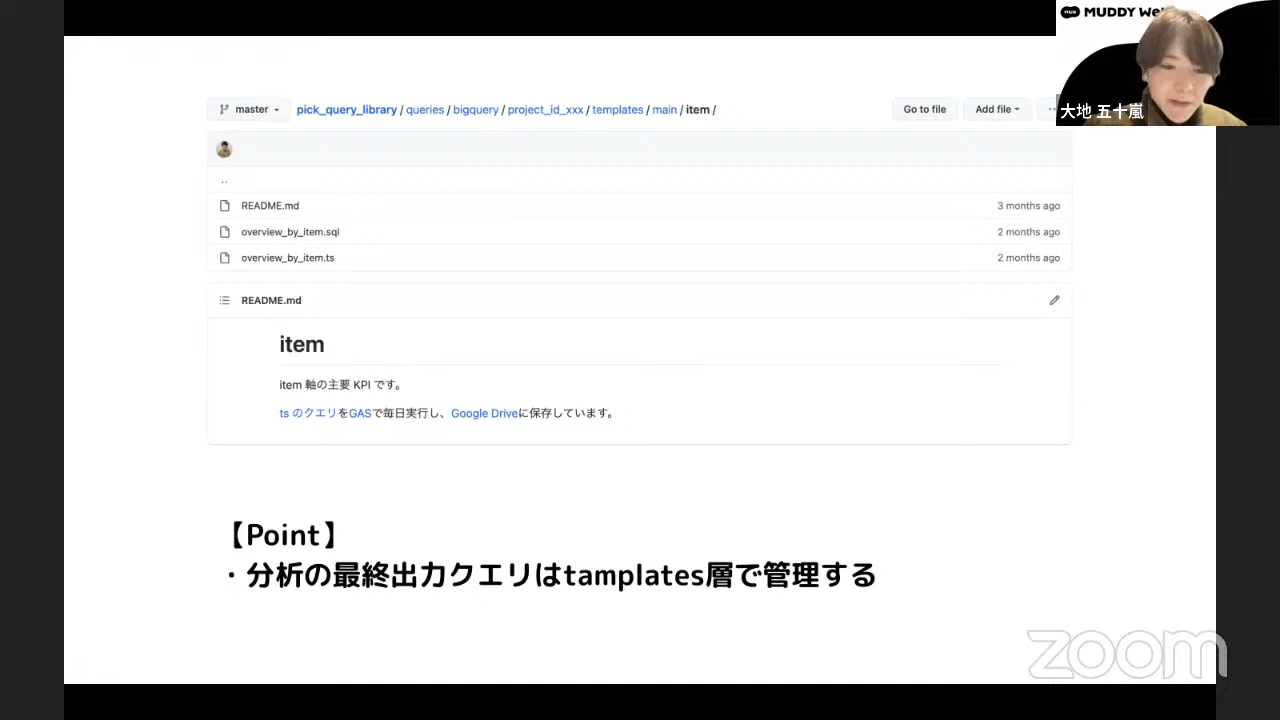 MUDDY We
大地 五十嵐
master
pick_query_library / queries / bigquery / project_id_xxx / templates / main / item /
Go to file
Add file
..
README.md 3 months ago
overview_by_item.sql 2 months ago
overview_by_item.ts 2 months ago
README.md
item
item 軸の主要 KPI です。
ts のクエリをGASで毎日実行し、Google Driveに保存しています。
【Point】
・分析の最終出力クエリはtamplates層で管理する
zoom